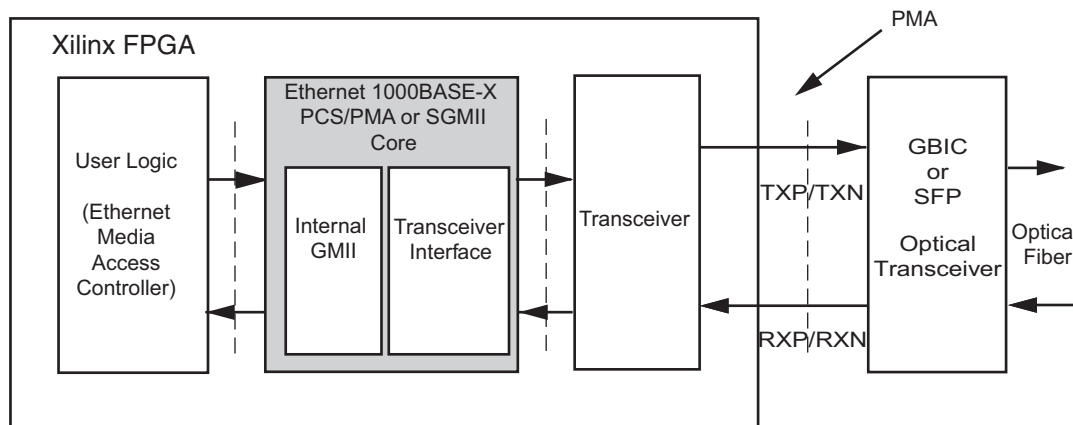 PMA
Xilinx FPGA
User Logic
(Ethernet
Media
Access
Controller)
Ethernet 1000BASE-X
PCS/PMA or SGMII
Core
Internal
GMII
Transceiver
Interface
Transceiver
TXP/TXN
RXP/RXN
GBIC
or
SFP
Optical
Transceiver
Optica
Fiber